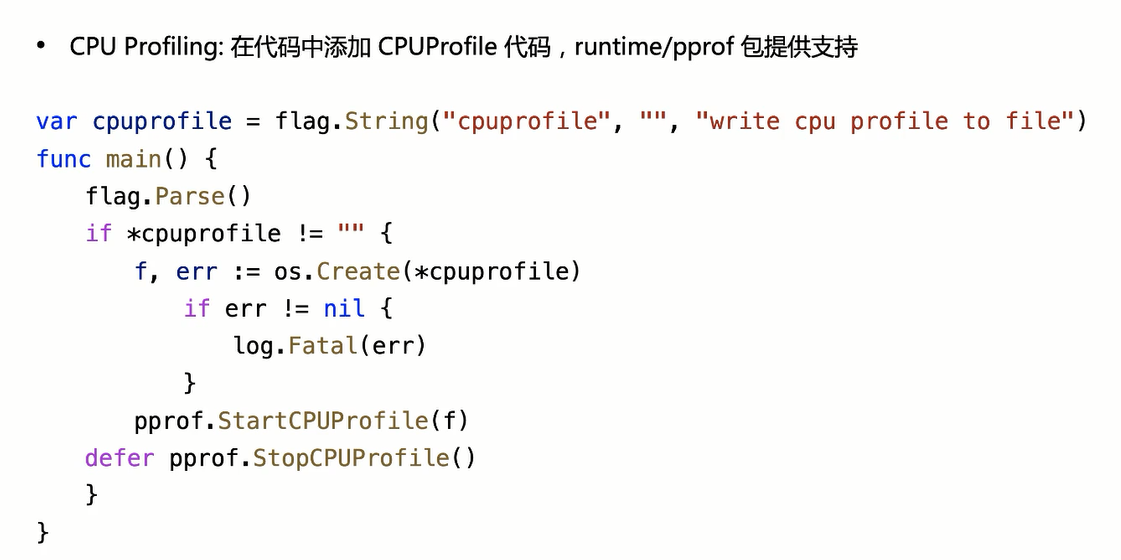 • CPU Profiling: 在代码中添加 CPUProfile 代码，runtime/pprof 包提供支持
var cpuprofile = flag.String("cpuprofile", "", "write cpu profile to file")
func main() {
    flag.Parse()
    if *cpuprofile != "" {
        f, err := os.Create(*cpuprofile)
            if err != nil {
                log.Fatal(err)
            }
        pprof.StartCPUProfile(f)
    defer pprof.StopCPUProfile()
    }
}